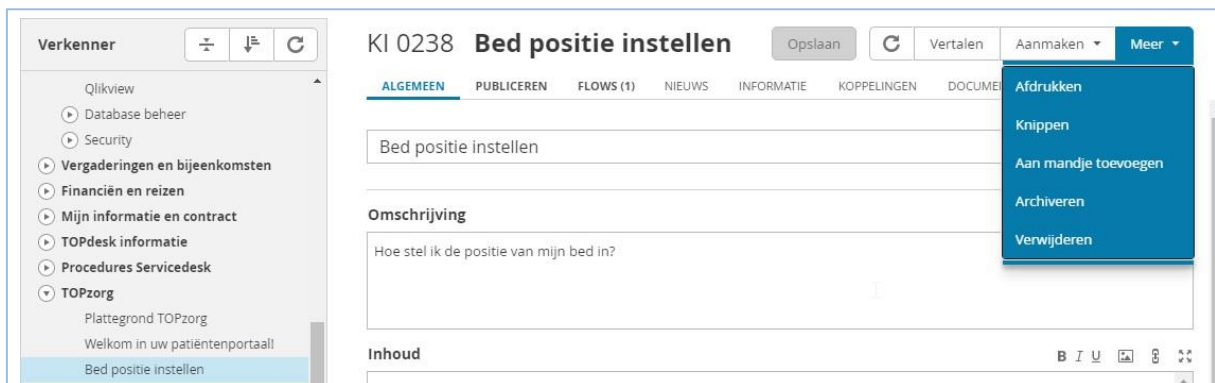 Verkenner
Qlikview
Database beheer
Security
Vergaderingen en bijeenkomsten
Financiën en reizen
Mijn informatie en contract
TOPdesk informatie
Procedures Servicedesk
TOPzorg
Plattegrond TOPzorg
Welkom in uw patiëntenportaal!
Bed positie instellen
KI 0238 Bed positie instellen
Opslaan
Vertalen
Aanmaken
Meer
ALGEMEEN PUBLICEREN FLOWS (1) NIEUWS INFORMATIE KOPPELINGEN DOCUME
Afdrukken
Knippen
Aan mandje toevoegen
Archiveren
Verwijderen
Bed positie instellen
Omschrijving
Hoe stel ik de positie van mijn bed in?
Inhoud
B I U